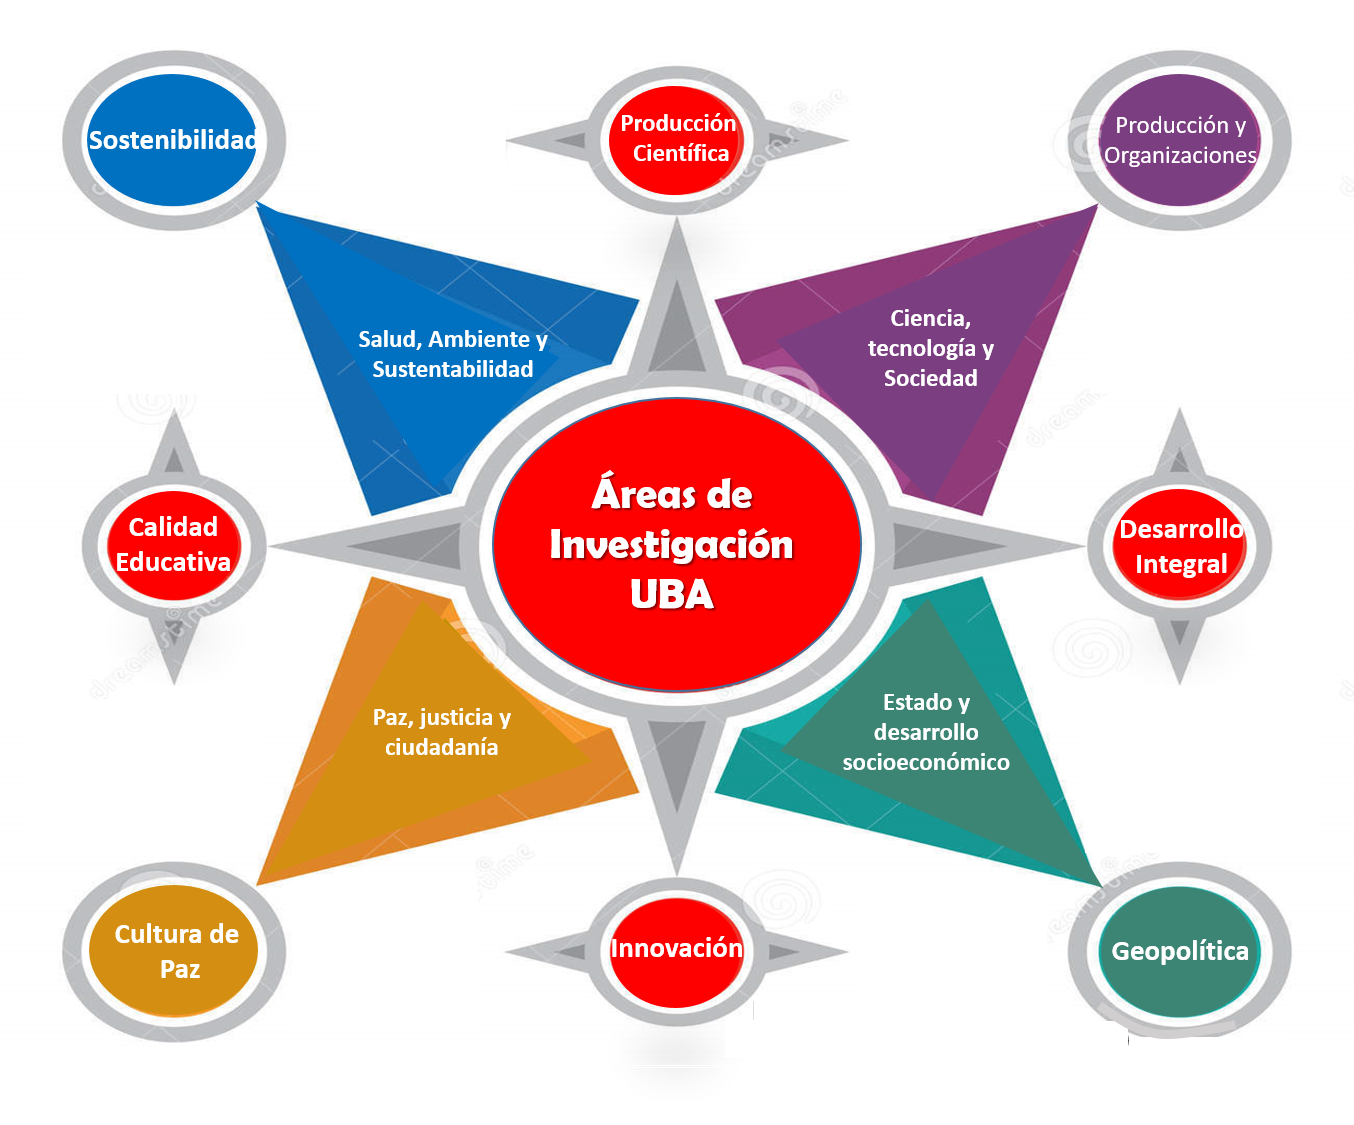 Sostenibilidad
Producción
Científica
Producción y
Organizaciones
Salud, Ambiente y
Sustentabilidad
Ciencia,
tecnología y
Sociedad
Calidad
Educativa
Áreas de
Investigación
UBA
Desarrollo
Integral
Paz, justicia y
ciudadanía
Estado y
desarrollo
socioeconómico
Cultura de
Paz
Innovación
Geopolítica